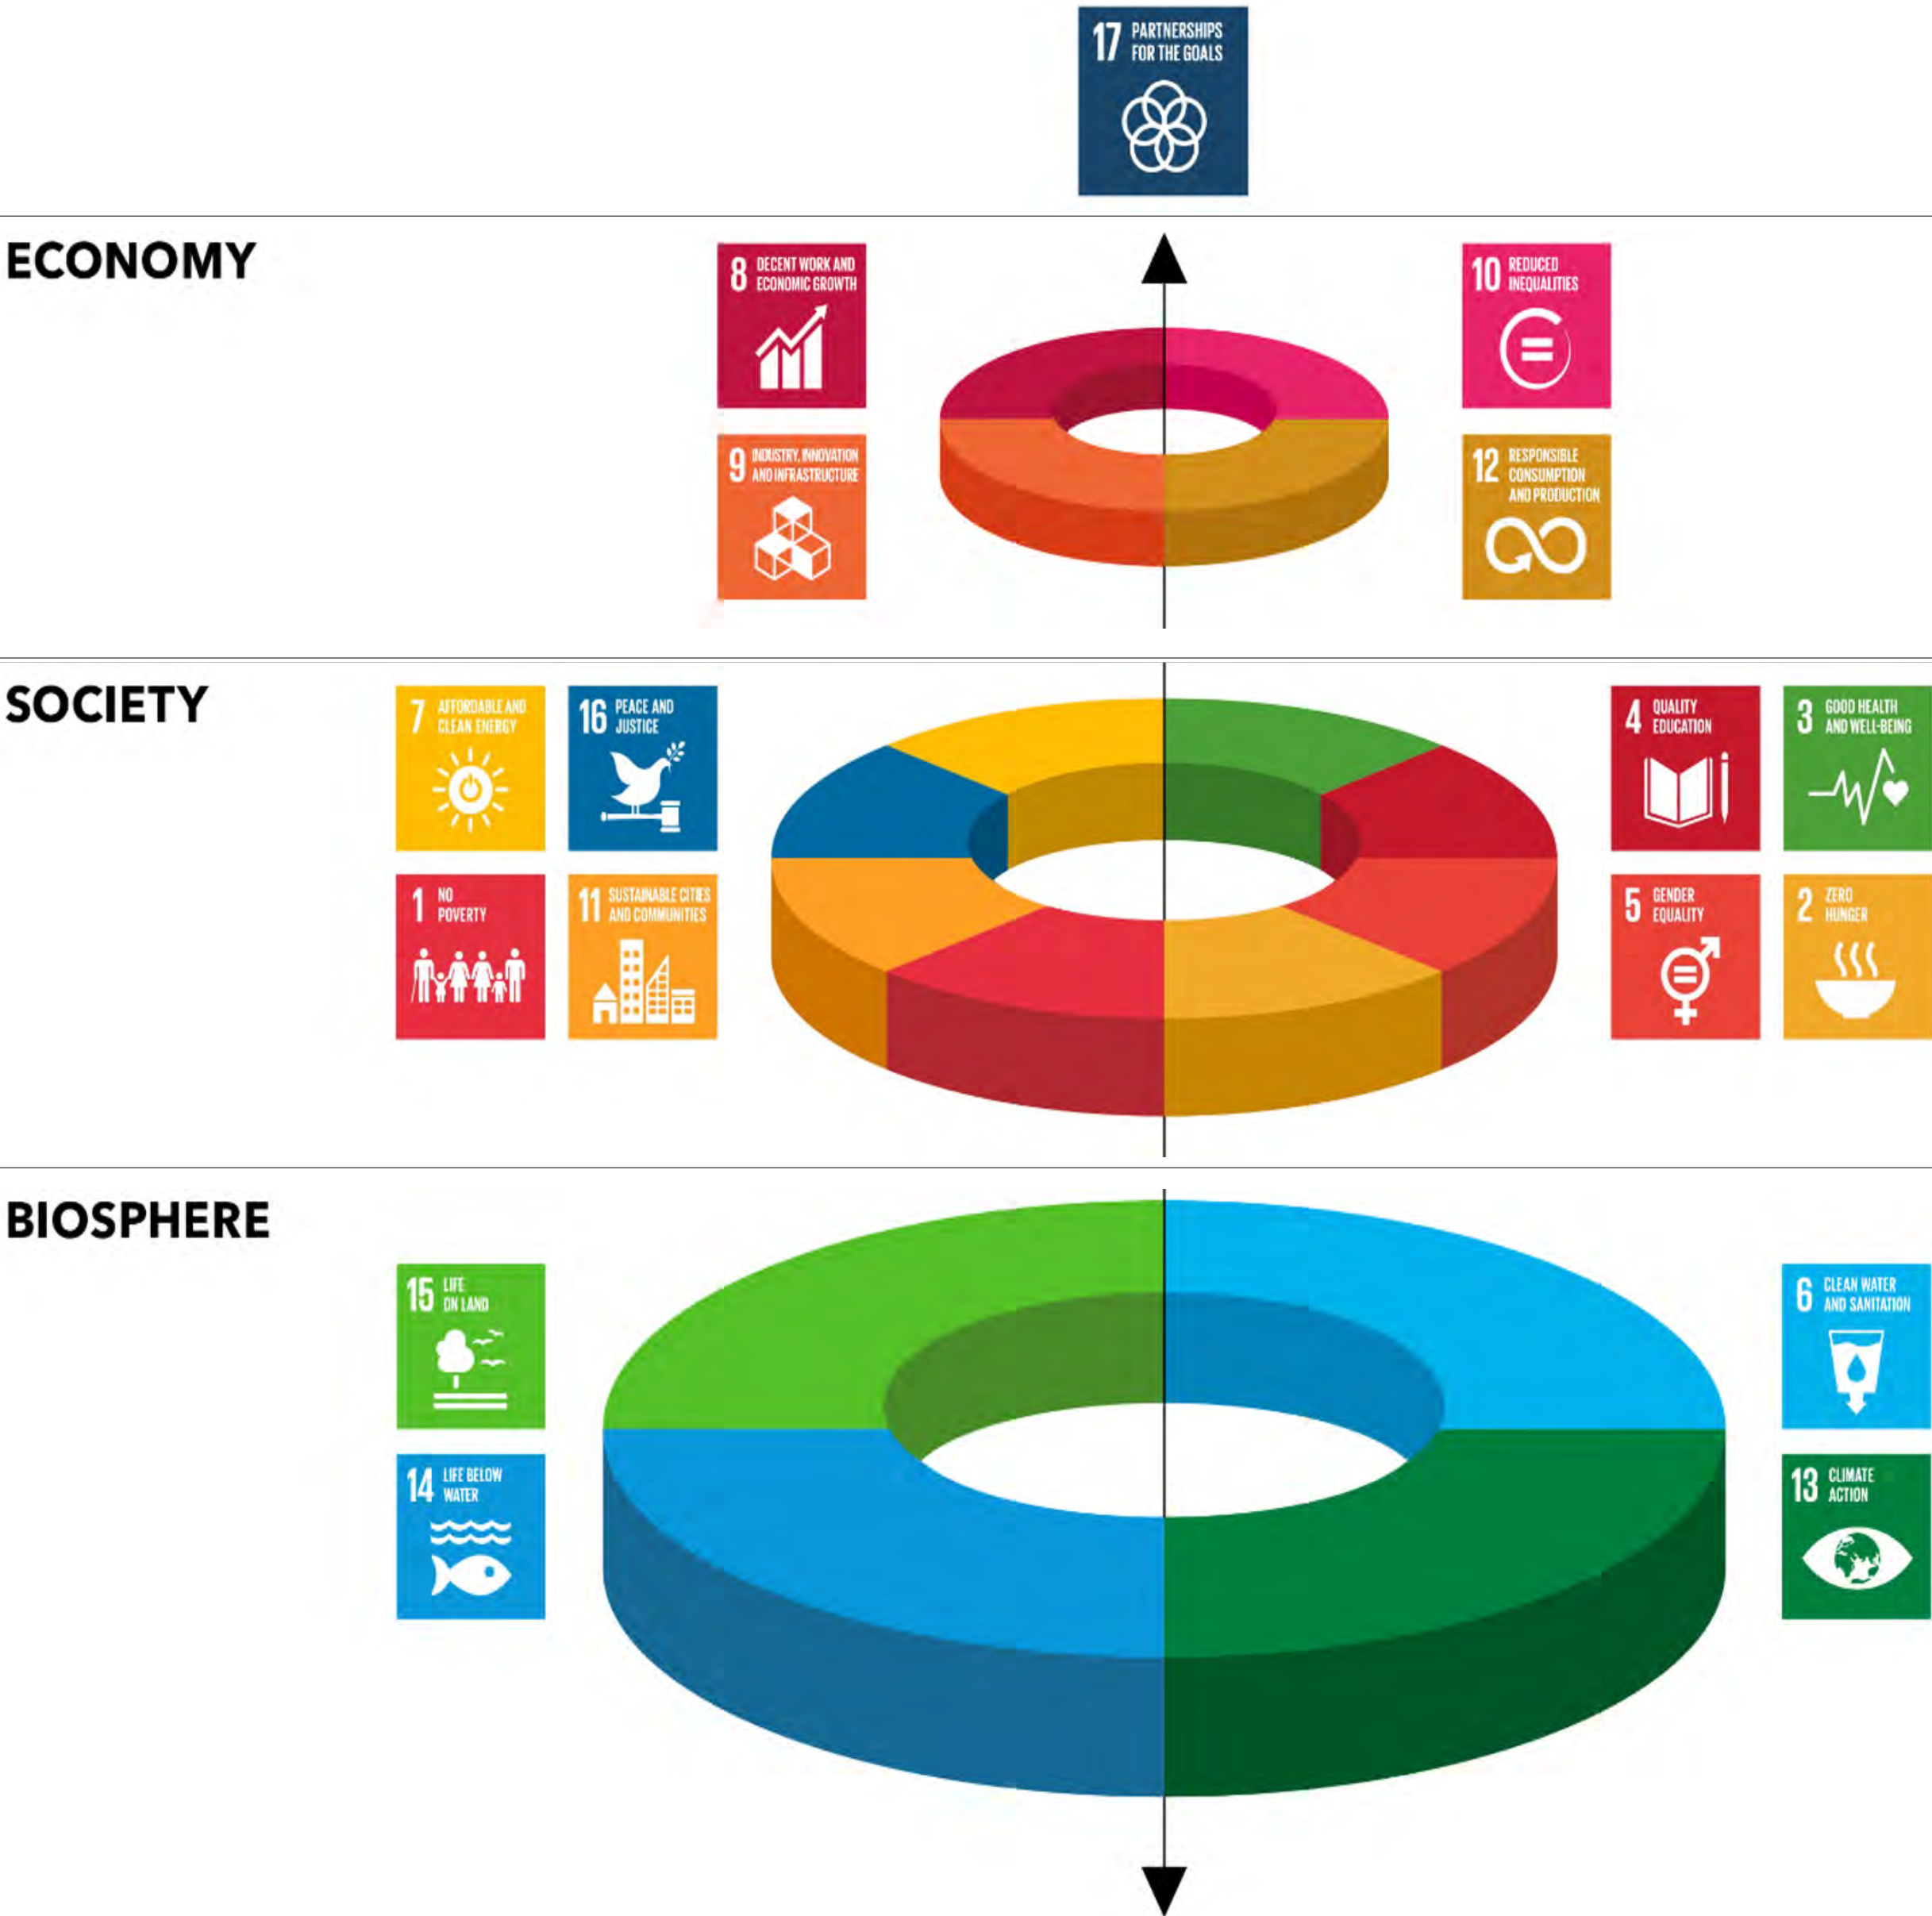 17 PARTNERSHIPS
FOR THE GOALS
ECONOMY
8 DECENT WORK AND
ECONOMIC GROWTH
10 REDUCED
INEQUALITIES
9 INDUSTRY, INNOVATION
AND INFRASTRUCTURE
12 RESPONSIBLE
CONSUMPTION
AND PRODUCTION
SOCIETY
7 AFFORDABLE AND
CLEAN ENERGY
16 PEACE AND
JUSTICE
4 QUALITY
EDUCATION
3 GOOD HEALTH
AND WELL-BEING
1 NO
POVERTY
11 SUSTAINABLE CITIES
AND COMMUNITIES
5 GENDER
EQUALITY
2 ZERO
HUNGER
BIOSPHERE
15 LIFE
ON LAND
6 CLEAN WATER
AND SANITATION
14 LIFE BELOW
WATER
13 CLIMATE
ACTION